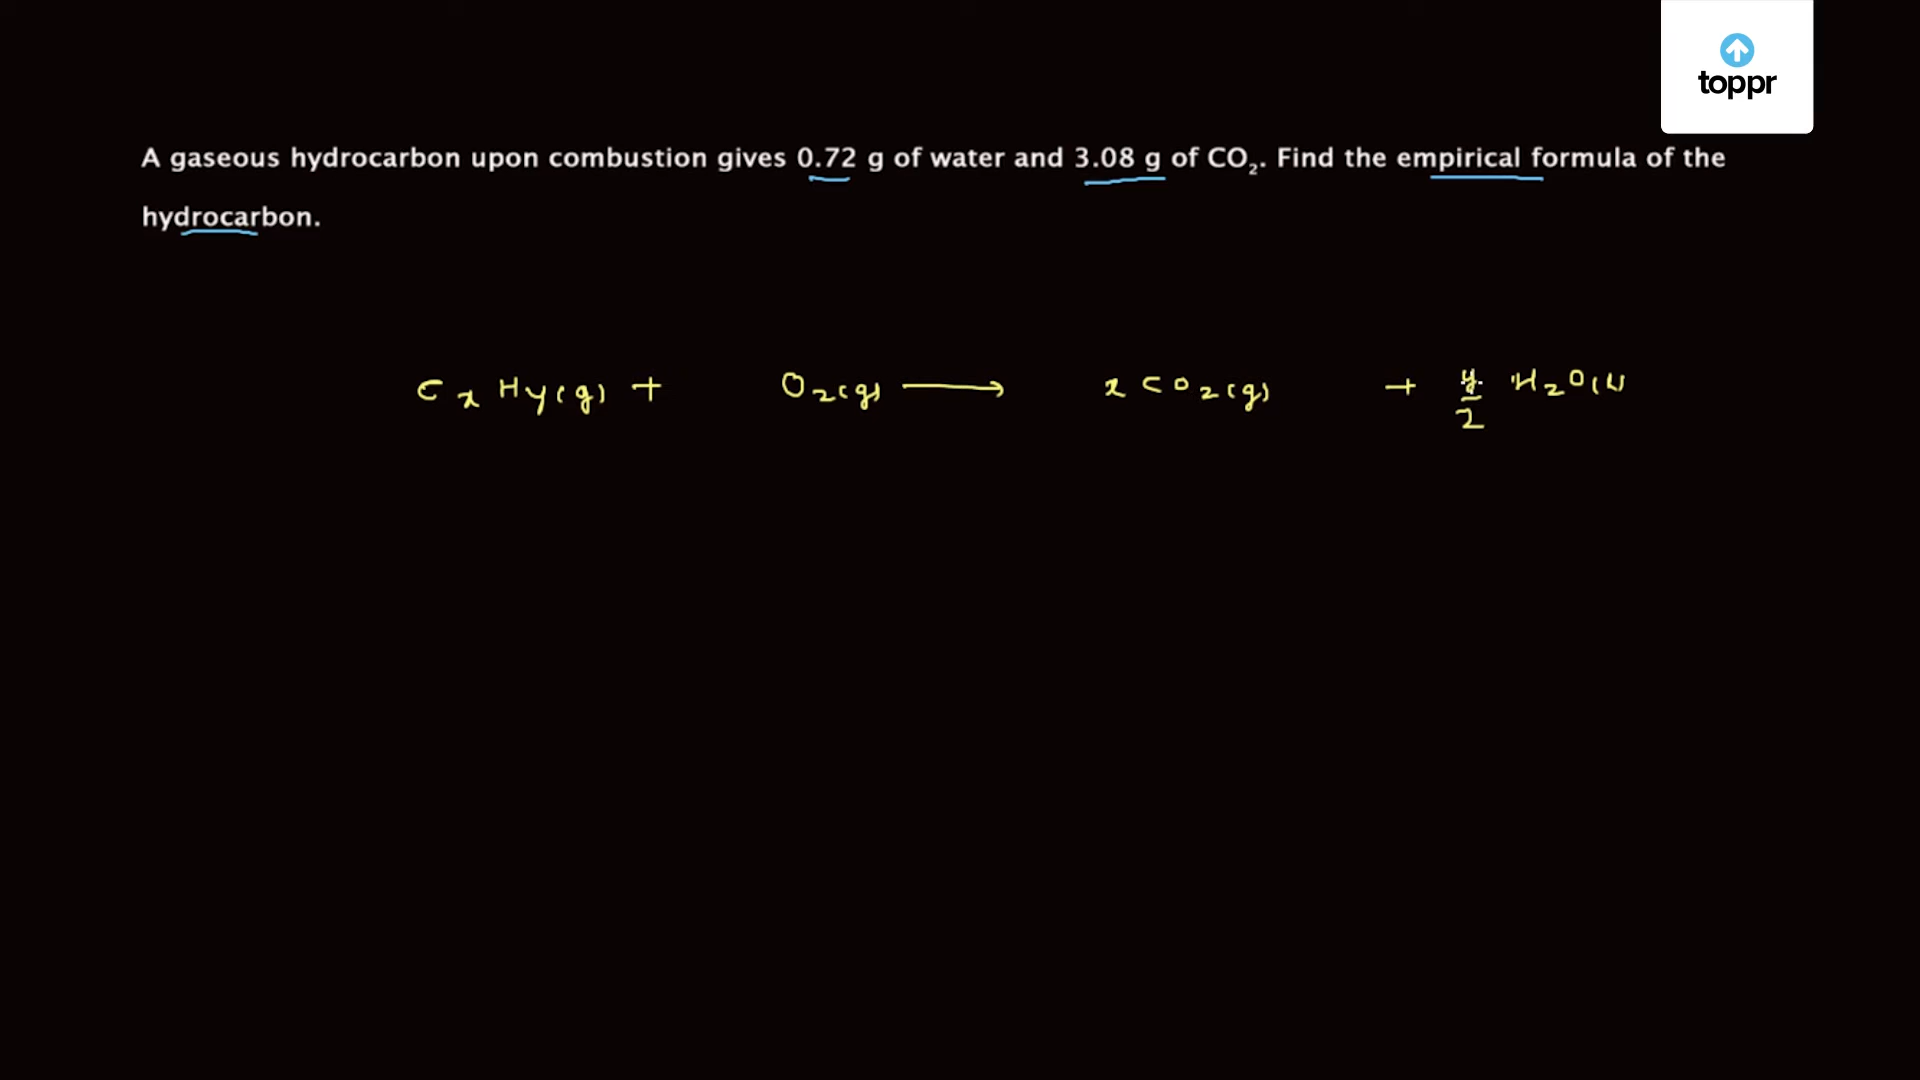 toppr
A gaseous hydrocarbon upon combustion gives 0.72 g of water and 3.08 g of CO₂. Find the empirical formula of the
hydrocarbon.
CₓHy(g) + O₂(g) ⟶ x CO₂(g) + y/2 H₂O(l)